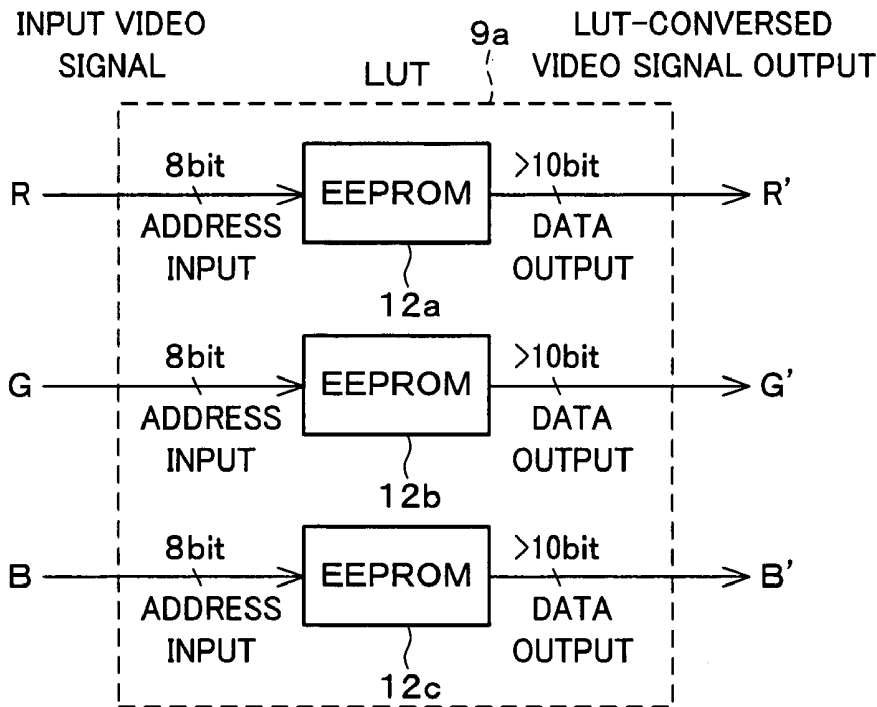 INPUT VIDEO
SIGNAL
LUT
9a
LUT-CONVERSED
VIDEO SIGNAL OUTPUT
R
8bit
ADDRESS
INPUT
EEPROM
12a
>10bit
DATA
OUTPUT
R'
G
8bit
ADDRESS
INPUT
EEPROM
12b
>10bit
DATA
OUTPUT
G'
B
8bit
ADDRESS
INPUT
EEPROM
12c
>10bit
DATA
OUTPUT
B'